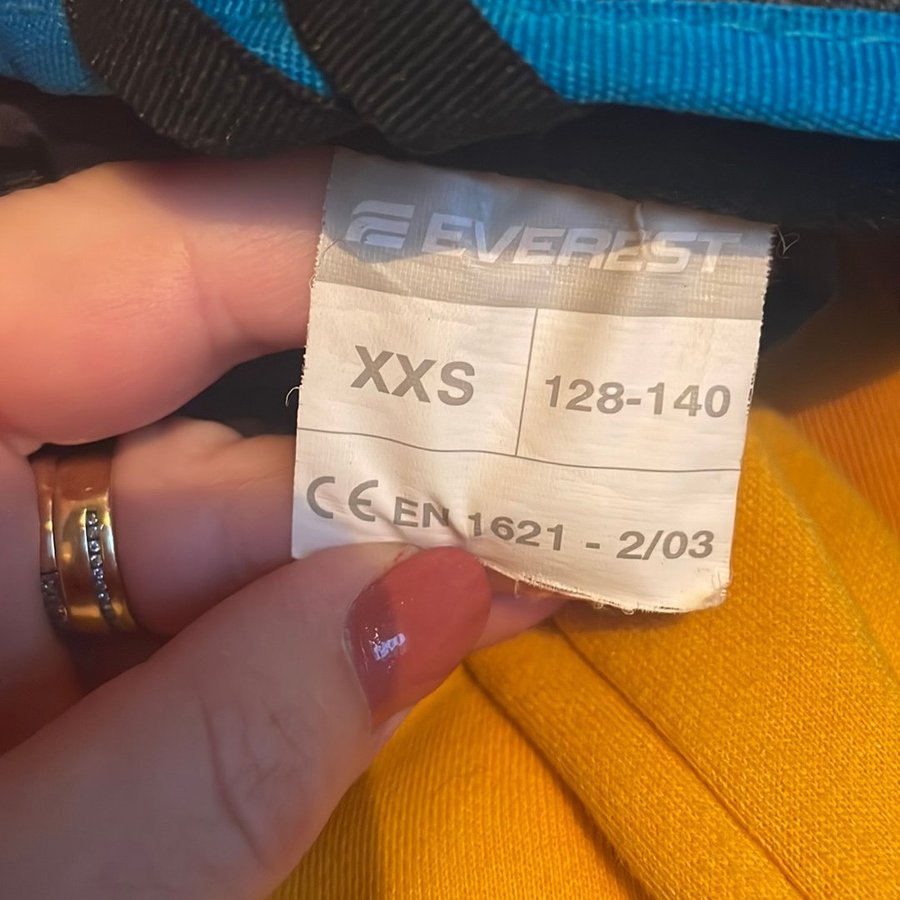 EVEREST
XXS
128-140
CE EN 1621 - 2/03